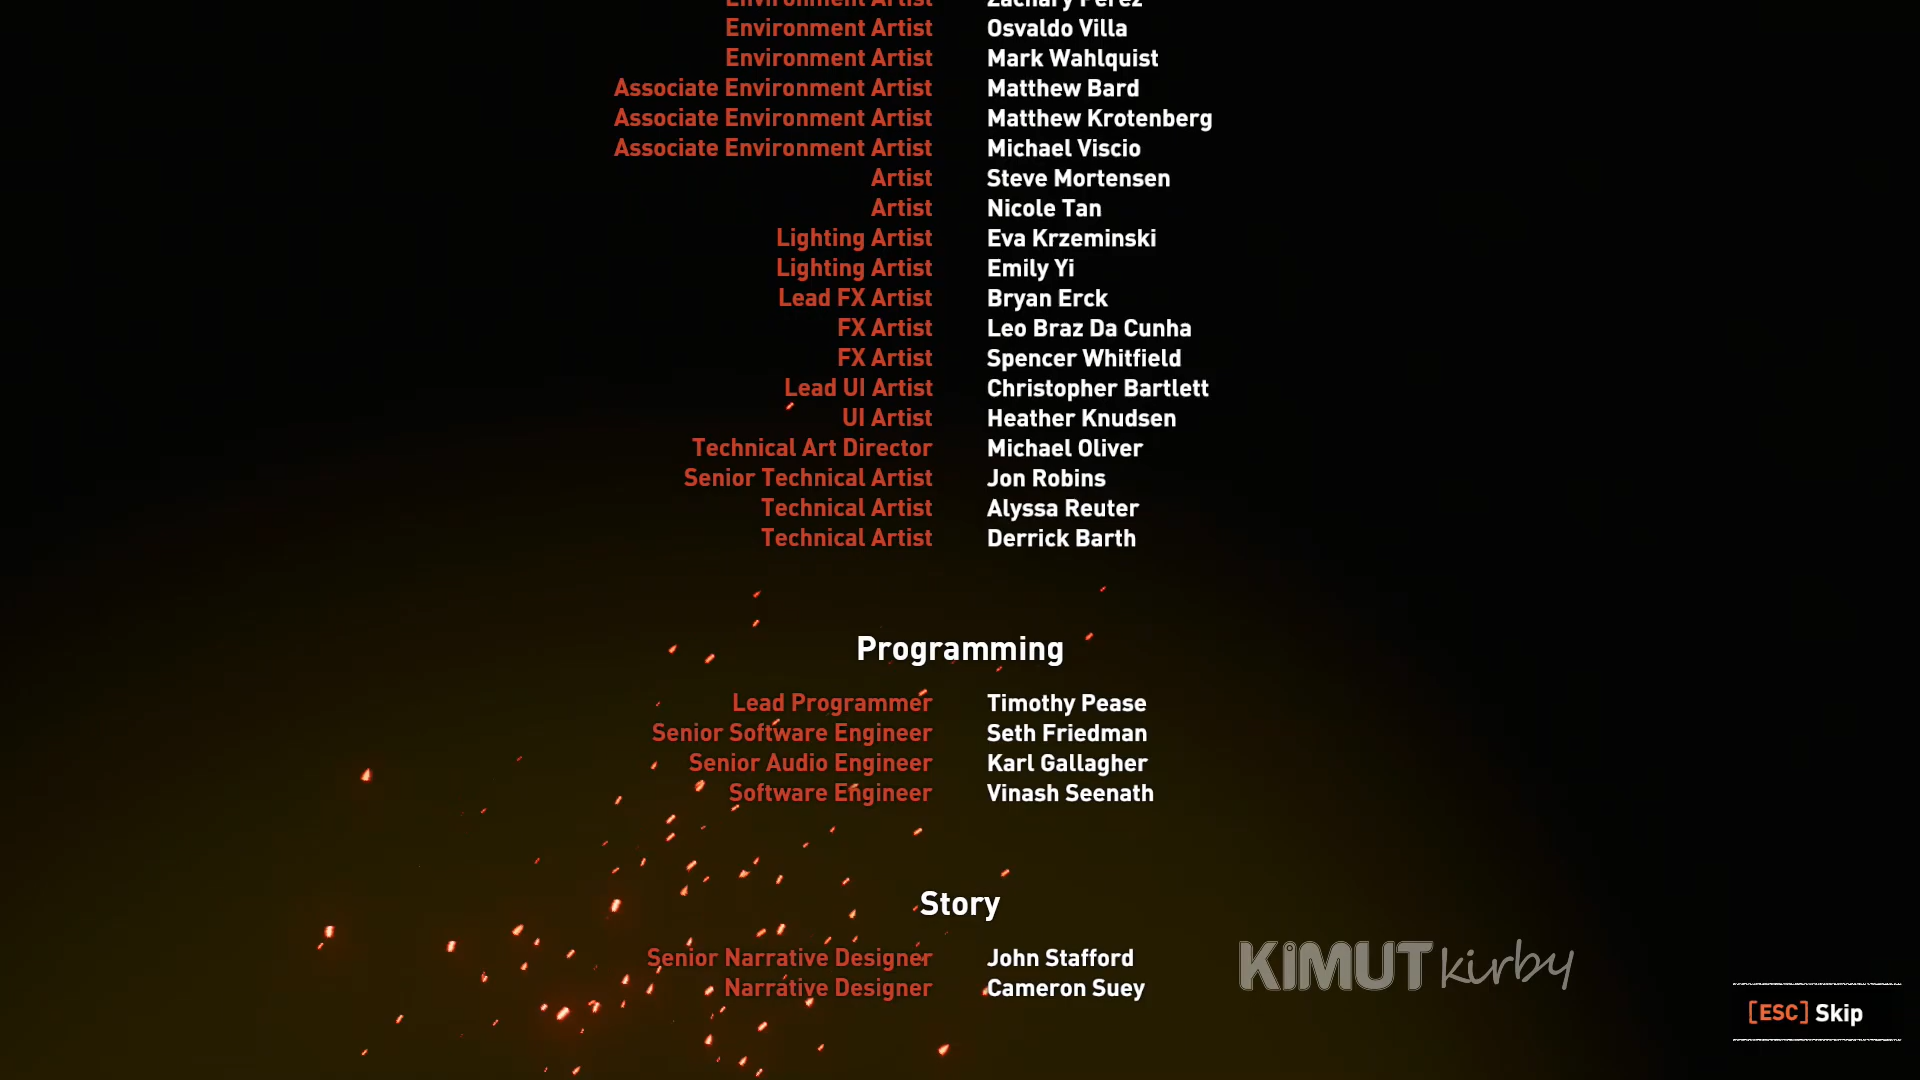 Environment Artist Zachary Perez
Environment Artist Osvaldo Villa
Environment Artist Mark Wahlquist
Associate Environment Artist Matthew Bard
Associate Environment Artist Matthew Krotenberg
Associate Environment Artist Michael Viscio
Artist Steve Mortensen
Artist Nicole Tan
Lighting Artist Eva Krzeminski
Lighting Artist Emily Yi
Lead FX Artist Bryan Erck
FX Artist Leo Braz Da Cunha
FX Artist Spencer Whitfield
Lead UI Artist Christopher Bartlett
UI Artist Heather Knudsen
Technical Art Director Michael Oliver
Senior Technical Artist Jon Robins
Technical Artist Alyssa Reuter
Technical Artist Derrick Barth
Programming
Lead Programmer Timothy Pease
Senior Software Engineer Seth Friedman
Senior Audio Engineer Karl Gallagher
Software Engineer Vinash Seenath
Story
Senior Narrative Designer John Stafford
Narrative Designer Cameron Suey
KiMUT kirby
[ESC] Skip